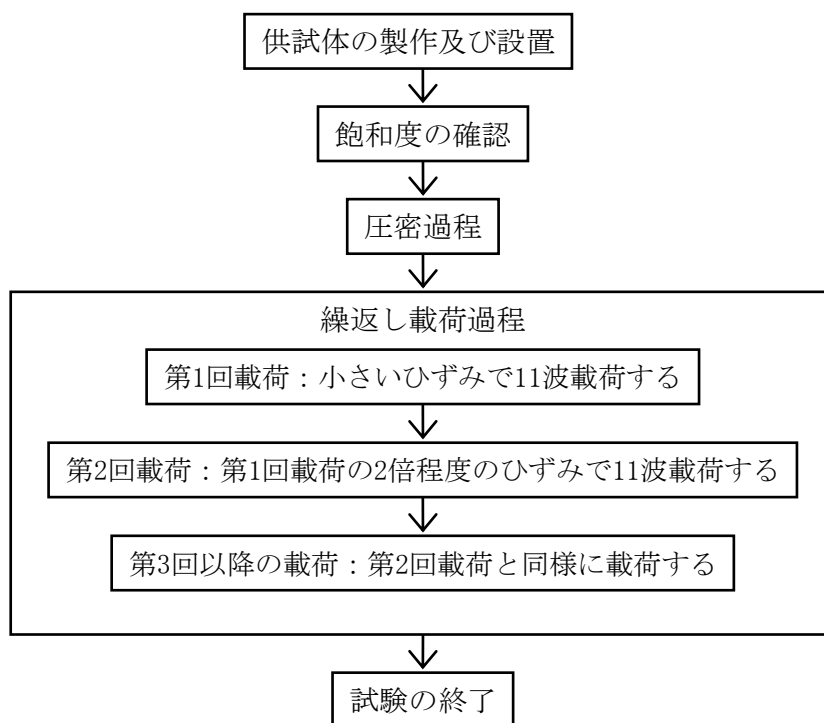 供試体の製作及び設置
飽和度の確認
圧密過程
繰返し載荷過程
第1回載荷：小さいひずみで11波載荷する
第2回載荷：第1回載荷の2倍程度のひずみで11波載荷する
第3回以降の載荷：第2回載荷と同様に載荷する
試験の終了